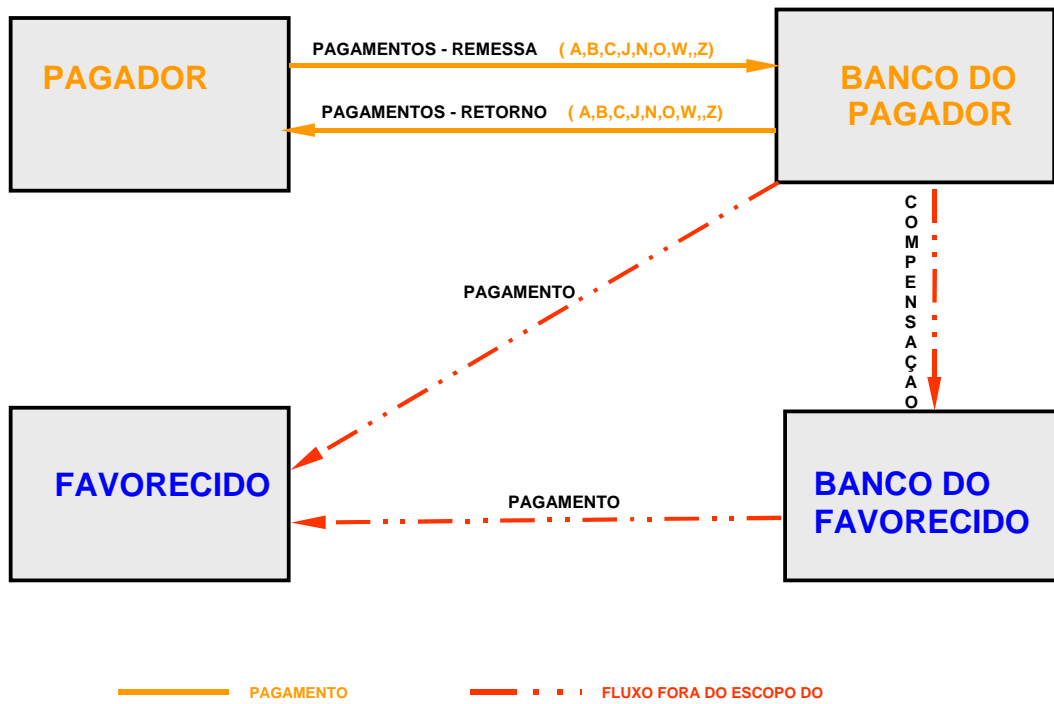 PAGAMENTOS - REMESSA ( A,B,C,J,N,O,W,,Z)
PAGADOR
BANCO DO
PAGADOR
PAGAMENTOS - RETORNO ( A,B,C,J,N,O,W,,Z)
COMPENSAÇAO
PAGAMENTO
FAVORECIDO
PAGAMENTO
BANCO DO
FAVORECIDO
PAGAMENTO
FLUXO FORA DO ESCOPO DO